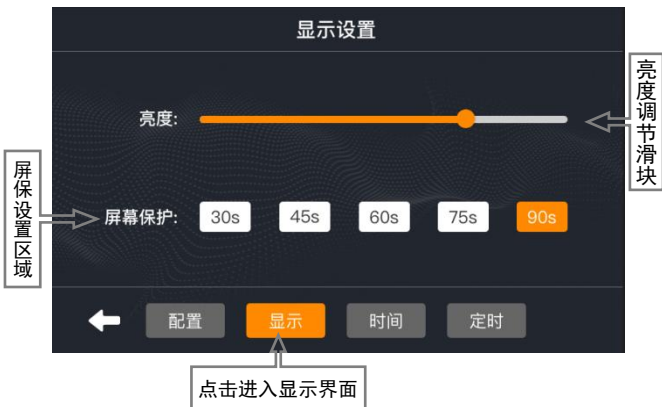 显示设置
亮度:
亮度调节滑块
屏保设置区域
屏幕保护: 30s 45s 60s 75s 90s
配置 显示 时间 定时
点击进入显示界面